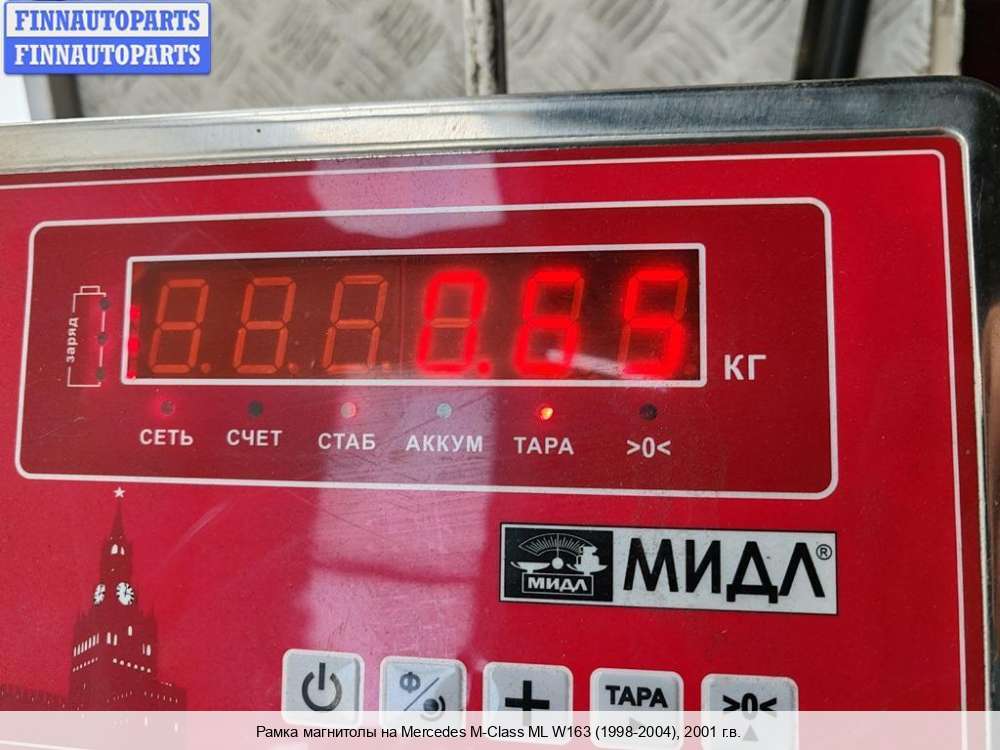 FINNAUTOPARTS
FINNAUTOPARTS
заряд
0.65
КГ
СЕТЬ СЧЕТ СТАБ АККУМ ТАРА >0<
МИДЛ
МИДЛ®
Ф
+
ТАРА
>0<
Рамка магнитолы на Mercedes M-Class ML W163 (1998-2004), 2001 г.в.